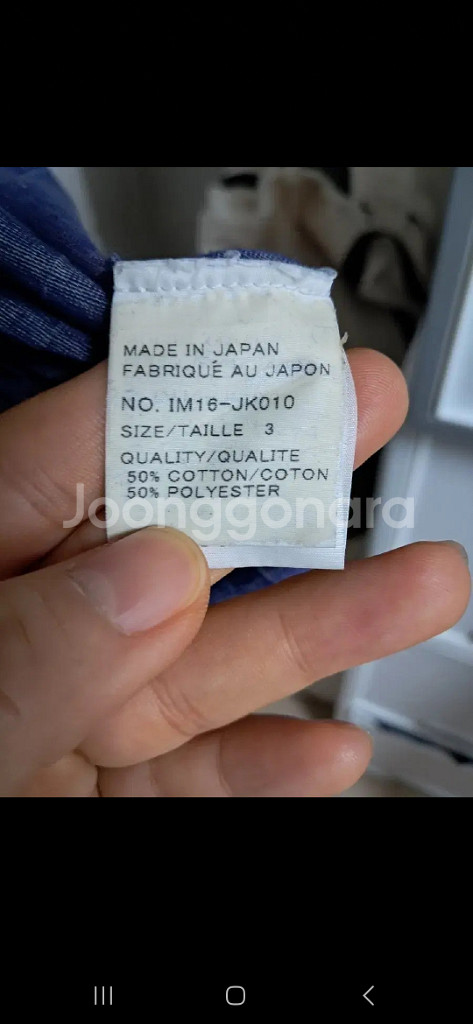 MADE IN JAPAN
FABRIQUÉ AU JAPON
NO. IM16-JK010
SIZE/TAILLE 3
QUALITY/QUALITE
50% COTTON/COTON
50% POLYESTER
Joonggonara